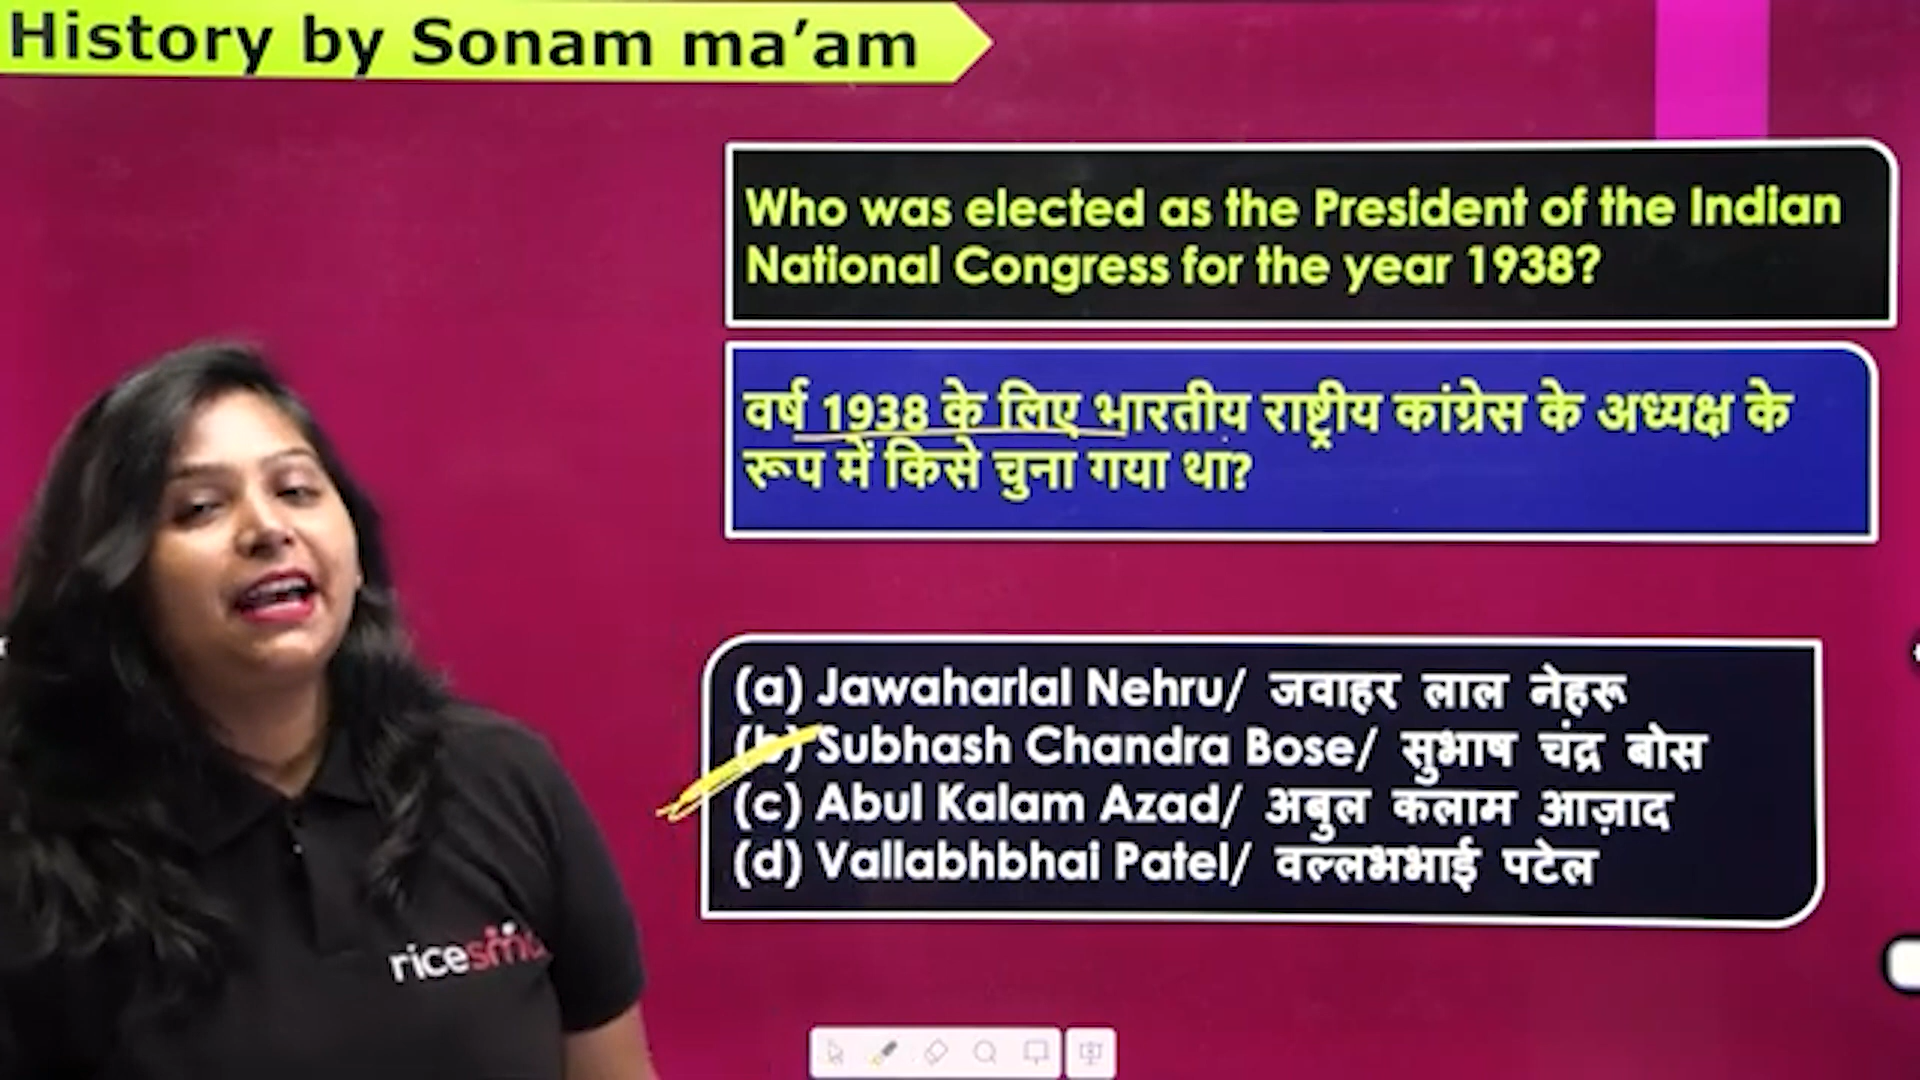 History by Sonam ma’am
Who was elected as the President of the Indian
National Congress for the year 1938?
वर्ष 1938 के लिए भारतीय राष्ट्रीय कांग्रेस के अध्यक्ष के
रूप में किसे चुना गया था?
(a) Jawaharlal Nehru/ जवाहर लाल नेहरू
(b) Subhash Chandra Bose/ सुभाष चंद्र बोस
(c) Abul Kalam Azad/ अबुल कलाम आज़ाद
(d) Vallabhbhai Patel/ वल्लभभाई पटेल